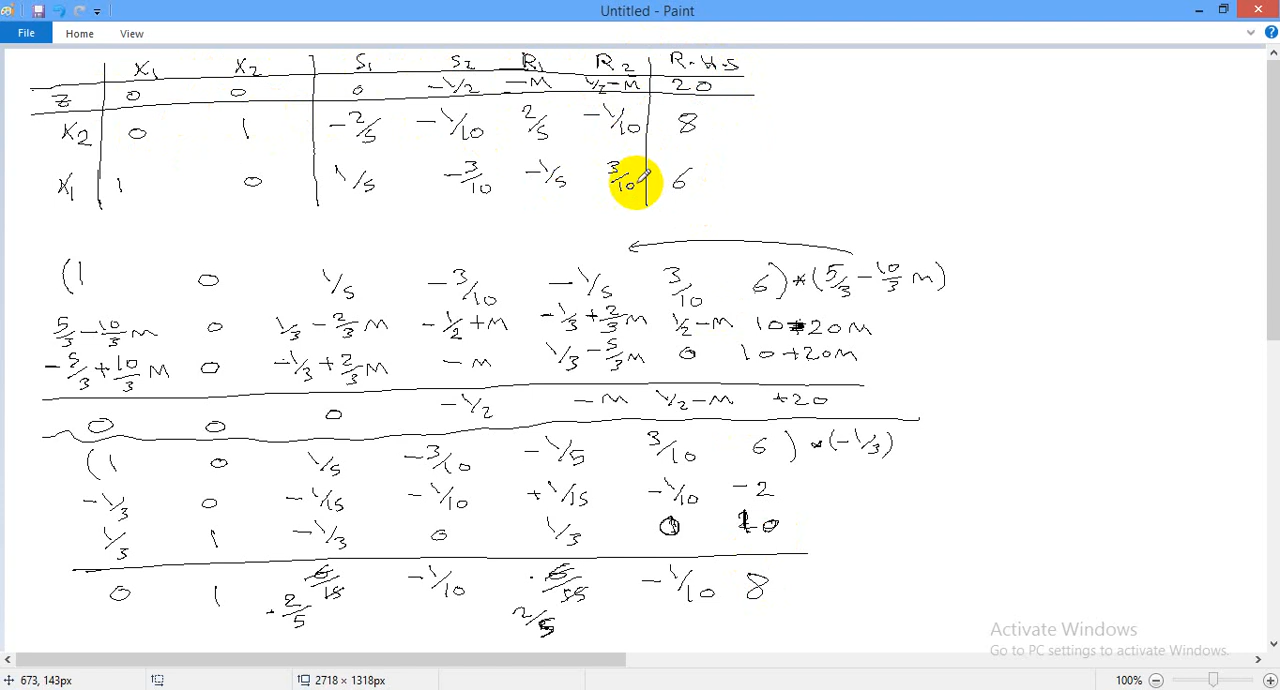 Untitled - Paint
File Home View
X1 X2 S1 S2 R1 R2 R.H.S
Z 0 0 0 -1/2 -M 1/2-M 20
X2 0 1 -2/5 -1/10 2/5 -1/10 8
X1 1 0 1/5 -3/10 -1/5 3/10 6
(1 0 1/5 -3/10 -1/5 3/10 6) * (5/3 - 10/3 M)
5/3 - 10/3 M 0 1/3 - 2/3 M -1/2 + M -1/3 + 2/3 M 1/2 - M 10 - 20M
-5/3 + 10/3 M 0 -1/3 + 2/3 M -M 1/3 - 5/3 M 0 10 + 20M
0 0 0 -1/2 -M 1/2-M +20
(1 0 1/5 -3/10 -1/5 3/10 6) * (-1/3)
-1/3 0 -1/15 -1/10 +1/15 -1/10 -2
1/3 1 -1/3 0 1/3 0 10
0 1 -6/15 -1/10 6/15 -1/10 8
-2/5 2/5
Activate Windows
Go to PC settings to activate Windows.
673, 143px 2718 × 1318px 100%